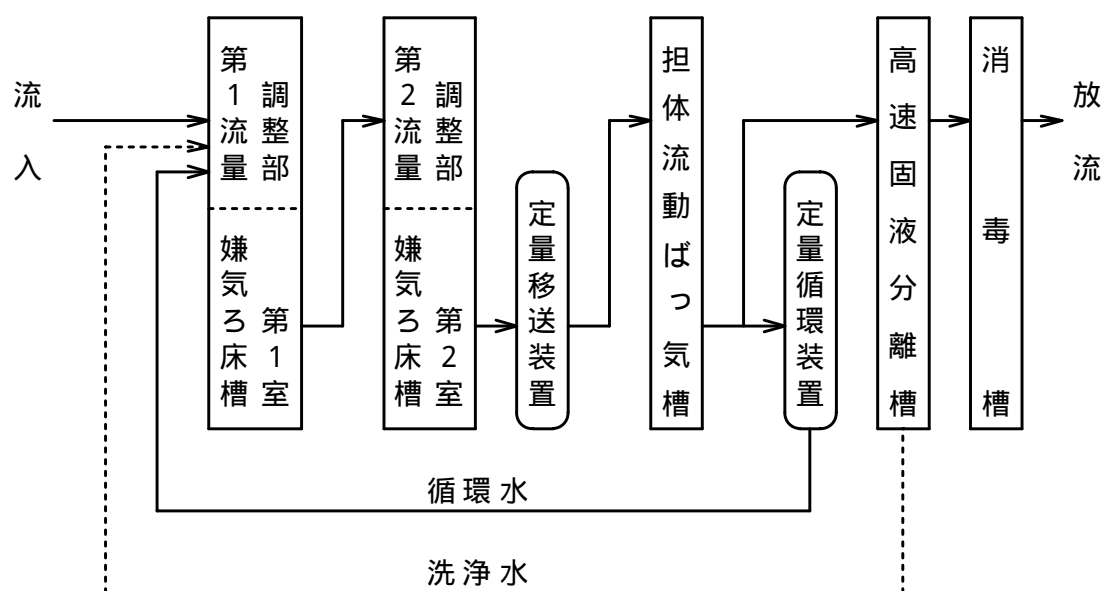 流入
第1流量
調整部
嫌気ろ床槽
第1室
第2流量
調整部
嫌気ろ床槽
第2室
定量移送装置
担体流動ばっ気槽
定量循環装置
高速固液分離槽
消毒槽
放流
循環水
洗浄水